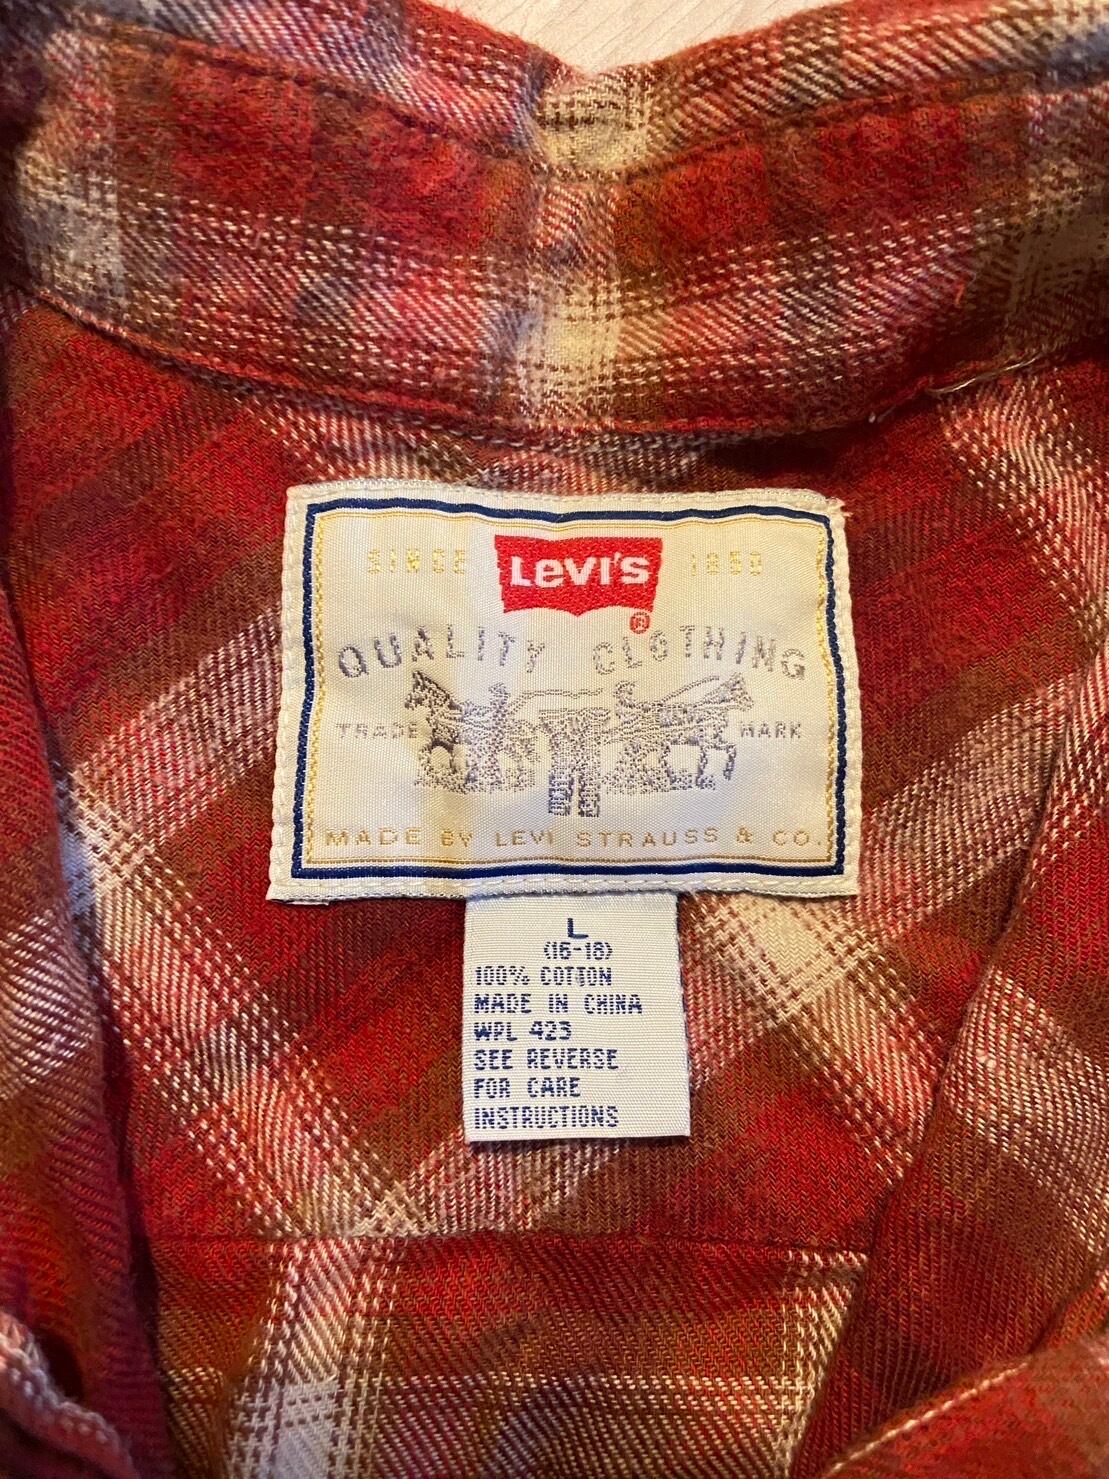 SINCE LEVI'S 1850
®
QUALITY CLOTHING
TRADE MARK
MADE BY LEVI STRAUSS & CO.
L
(16-18)
100% COTTON
MADE IN CHINA
WPL 423
SEE REVERSE
FOR CARE
INSTRUCTIONS